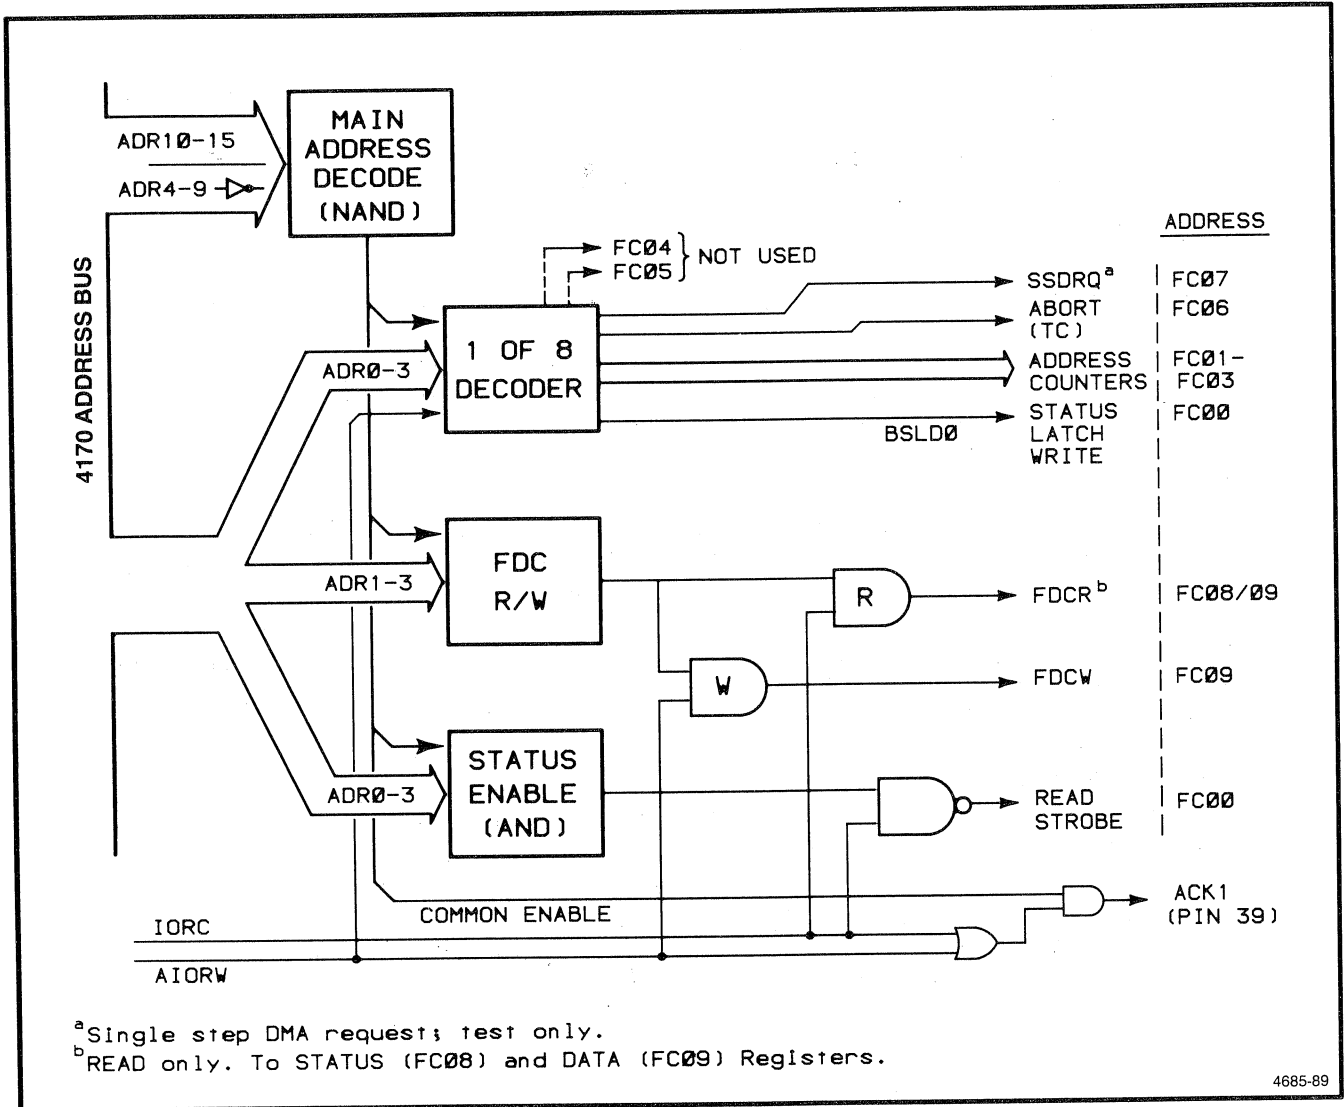 ADR1Ø-15
ADR4-9
MAIN
ADDRESS
DECODE
(NAND)
4170 ADDRESS BUS
FCØ4
FCØ5
NOT USED
ADDRESS
1 OF 8
DECODER
ADRØ-3
SSDRQᵃ
FCØ7
ABORT
(TC)
FCØ6
ADDRESS
COUNTERS
FCØ1-
FCØ3
BSLDØ
STATUS
LATCH
WRITE
FCØØ
ADR1-3
FDC
R/W
R
FDCRᵇ
FCØ8/Ø9
W
FDCW
FCØ9
ADRØ-3
STATUS
ENABLE
(AND)
READ
STROBE
FCØØ
COMMON ENABLE
ACK1
(PIN 39)
IORC
AIORW
ᵃSingle step DMA request; test only.
ᵇREAD only. To STATUS (FCØ8) and DATA (FCØ9) Registers.
4685-89